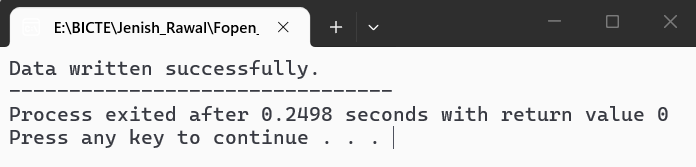 E:\BICTE\Jenish_Rawal\Fopen_
Data written successfully.
--------------------------------
Process exited after 0.2498 seconds with return value 0
Press any key to continue . . .